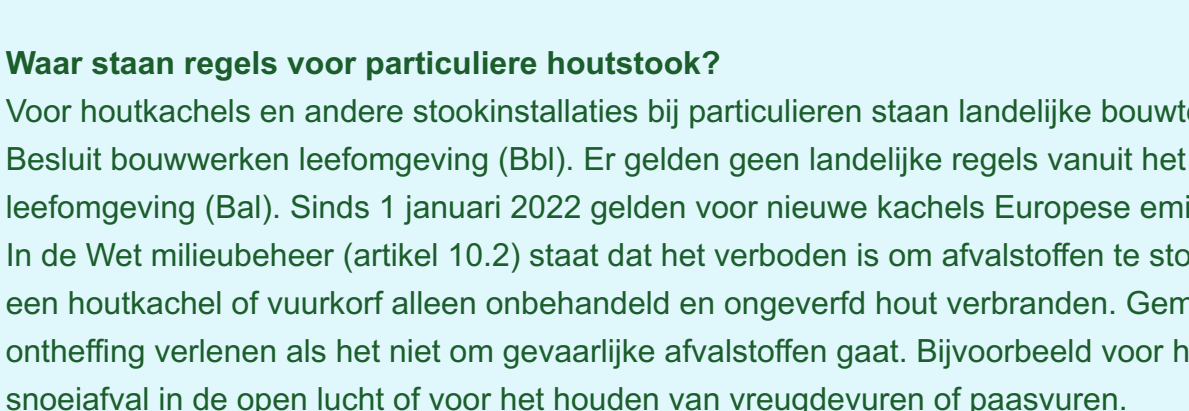 Waar staan regels voor particuliere houtstook?
Voor houtkachels en andere stookinstallaties bij particulieren staan landelijke
Besluit bouwwerken leefomgeving (Bbl). Er gelden geen landelijke regels vanuit het
leefomgeving (Bal). Sinds 1 januari 2022 gelden voor nieuwe kachels Europese
In de Wet milieubeheer (artikel 10.2) staat dat het verboden is om afvalstoffen te
een houtkachel of vuurkorf alleen onbehandeld en ongeverfd hout verbranden.
ontheffing verlenen als het niet om gevaarlijke afvalstoffen gaat. Bijvoorbeeld voor
snoeiafval in de open lucht of voor het houden van vreugdevuren of paasvuren.